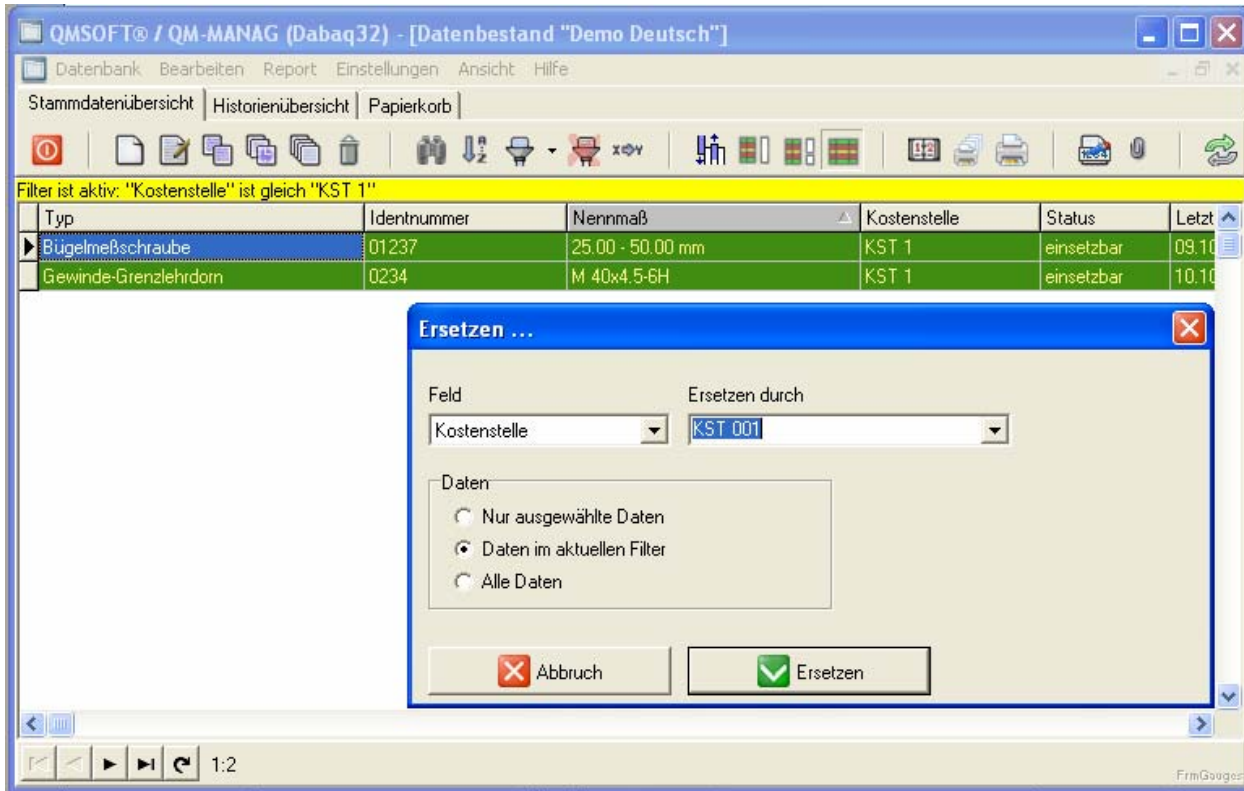 QMSOFT® / QM-MANAG (Dabaq32) - [Datenbestand "Demo Deutsch"]
Datenbank Bearbeiten Report Einstellungen Ansicht Hilfe
Stammdatenübersicht Historienübersicht Papierkorb
Filter ist aktiv: "Kostenstelle" ist gleich "KST 1"
Typ Identnummer Nennmaß Kostenstelle Status Letzt
Bügelmeßschraube 01237 25.00 - 50.00 mm KST 1 einsetzbar 09.10
Gewinde-Grenzlehrdorn 0234 M 40x4.5-6H KST 1 einsetzbar 10.10
Ersetzen ...
Feld Ersetzen durch
Kostenstelle KST 001
Daten
Nur ausgewählte Daten
Daten im aktuellen Filter
Alle Daten
Abbruch Ersetzen
1:2
FrmGauges